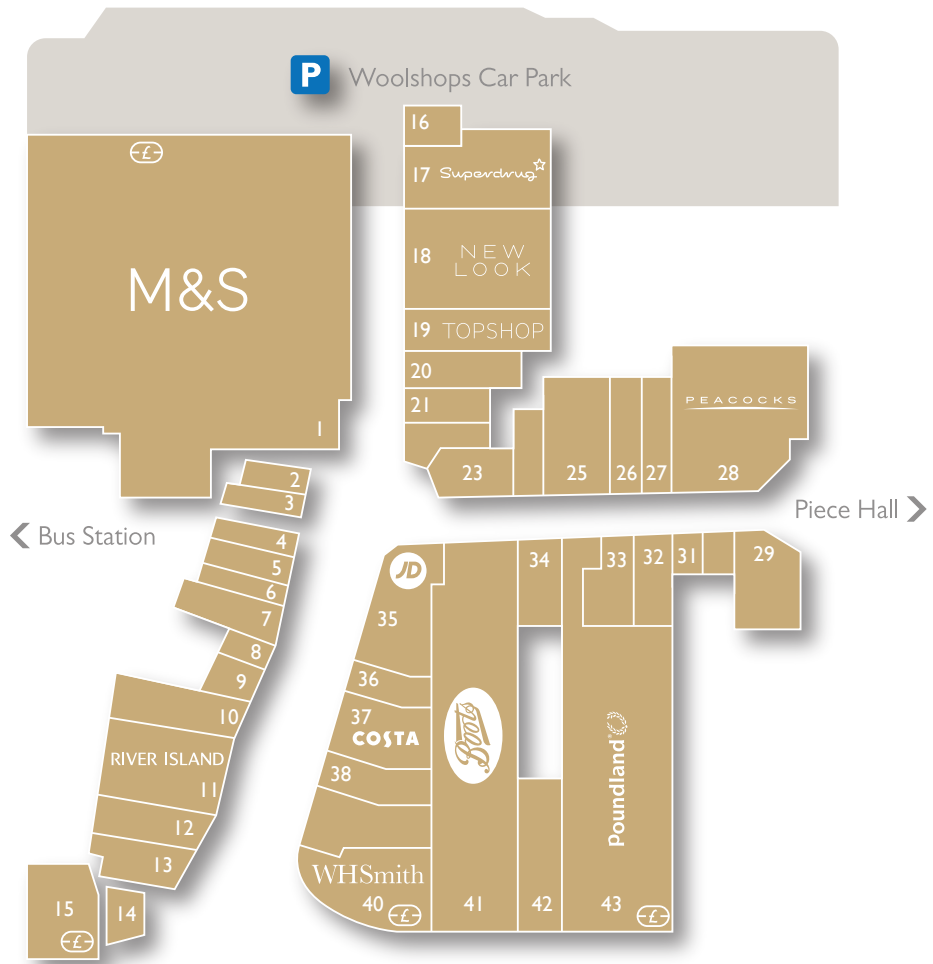 P Woolshops Car Park
16
£
17 Superdrug
M&S
18 NEW
LOOK
19 TOPSHOP
20
21
1
PEACOCKS
23
25
26
27
28
2
3
Piece Hall
Bus Station
4
5
6
7
8
9
10
RIVER ISLAND
11
12
13
14
15
£
JD
35
36
37
COSTA
38
WHSmith
40 £
Boots
41
34
42
33
32
31
29
Poundland
43 £